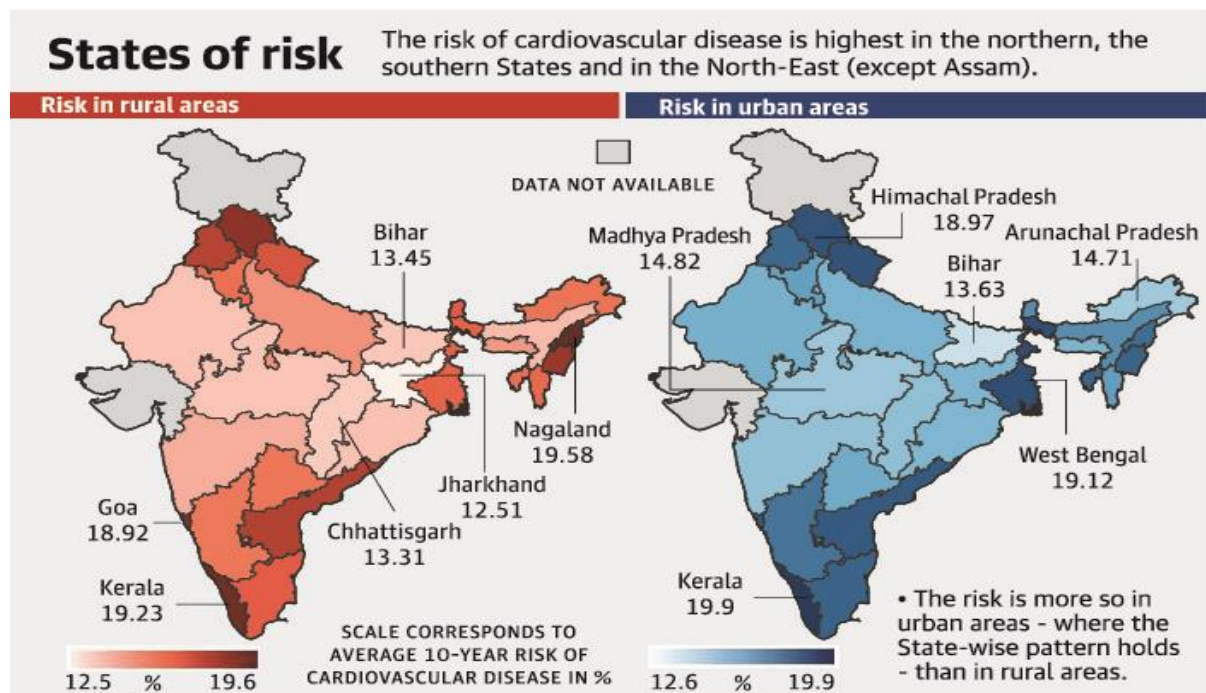 States of risk
The risk of cardiovascular disease is highest in the northern, the
southern States and in the North-East (except Assam).
Risk in rural areas
Risk in urban areas
DATA NOT AVAILABLE
Bihar
13.45
Nagaland
19.58
Jharkhand
12.51
Chhattisgarh
13.31
Goa
18.92
Kerala
19.23
SCALE CORRESPONDS TO
AVERAGE 10-YEAR RISK OF
CARDIOVASCULAR DISEASE IN %
12.5 % 19.6
Himachal Pradesh
18.97
Madhya Pradesh
14.82
Arunachal Pradesh
14.71
Bihar
13.63
West Bengal
19.12
Kerala
19.9
12.6 % 19.9
• The risk is more so in
urban areas - where the
State-wise pattern holds
- than in rural areas.